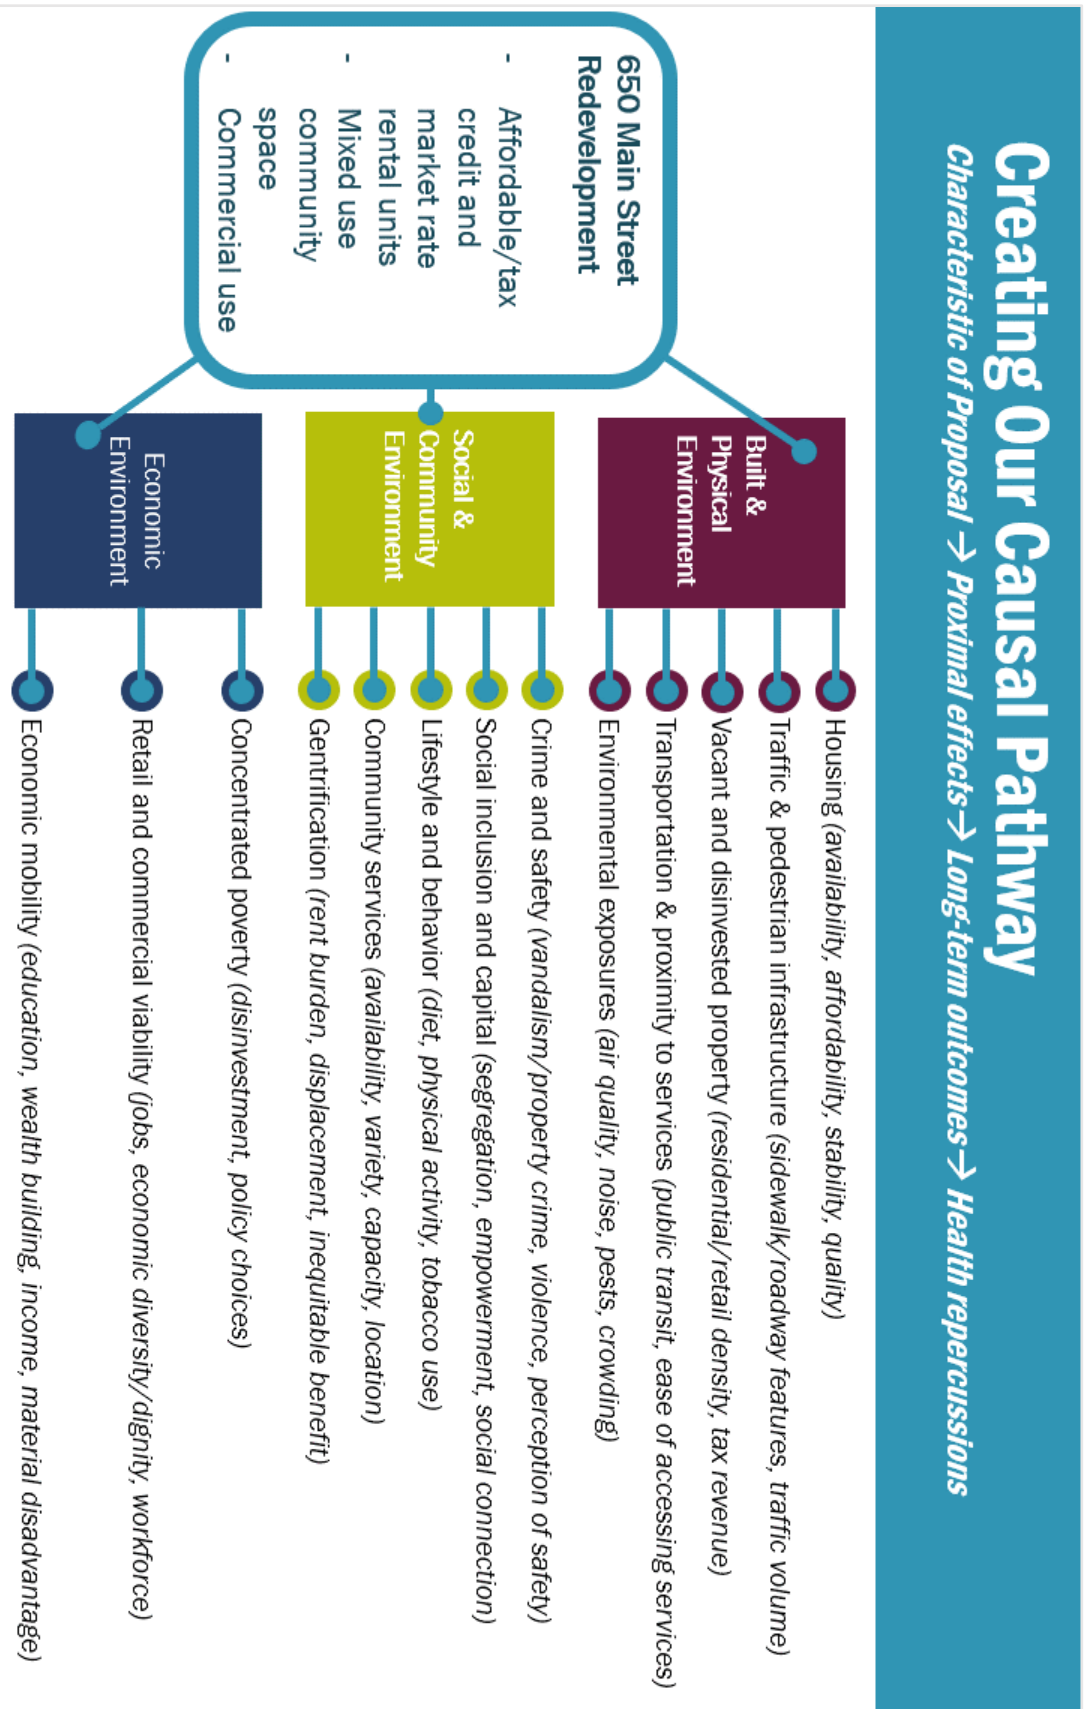 Creating Our Causal Pathway
Characteristic of Proposal → Proximal effects → Long-term outcomes → Health repercussions
650 Main Street
Redevelopment
- Affordable/tax
credit and
market rate
rental units
- Mixed use
community
space
- Commercial use
Built &
Physical
Environment
Housing (availability, affordability, stability, quality)
Traffic & pedestrian infrastructure (sidewalk/roadway features, traffic volume)
Vacant and disinvested property (residential/retail density, tax revenue)
Transportation & proximity to services (public transit, ease of accessing services)
Environmental exposures (air quality, noise, pests, crowding)
Social &
Community
Environment
Crime and safety (vandalism/property crime, violence, perception of safety)
Social inclusion and capital (segregation, empowerment, social connection)
Lifestyle and behavior (diet, physical activity, tobacco use)
Community services (availability, variety, capacity, location)
Gentrification (rent burden, displacement, inequitable benefit)
Economic
Environment
Concentrated poverty (disinvestment, policy choices)
Retail and commercial viability (jobs, economic diversity/dignity, workforce)
Economic mobility (education, wealth building, income, material disadvantage)